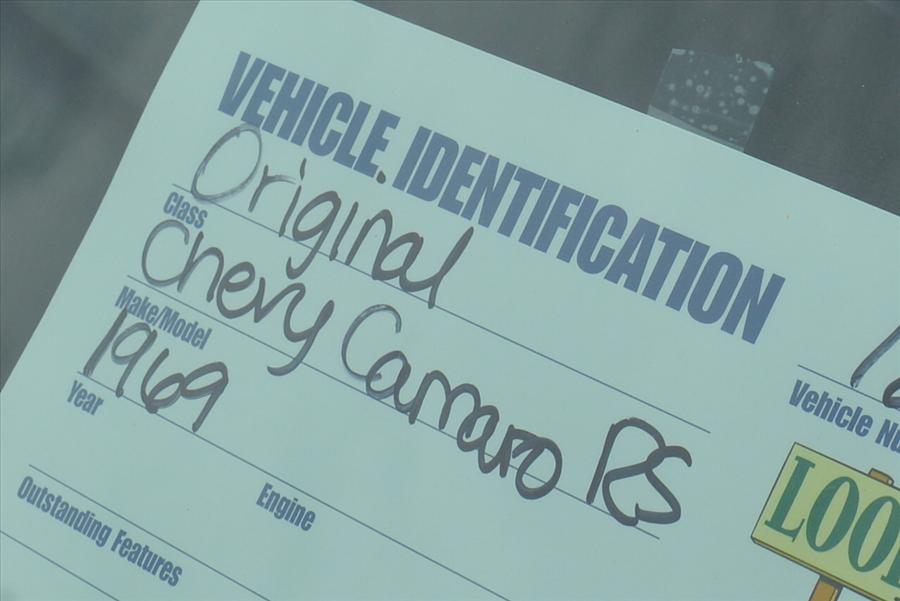 VEHICLE IDENTIFICATION
Original
Class
Chevy Camaro RS
Make/Model
1969
Year
Engine
Outstanding Features
Vehicle